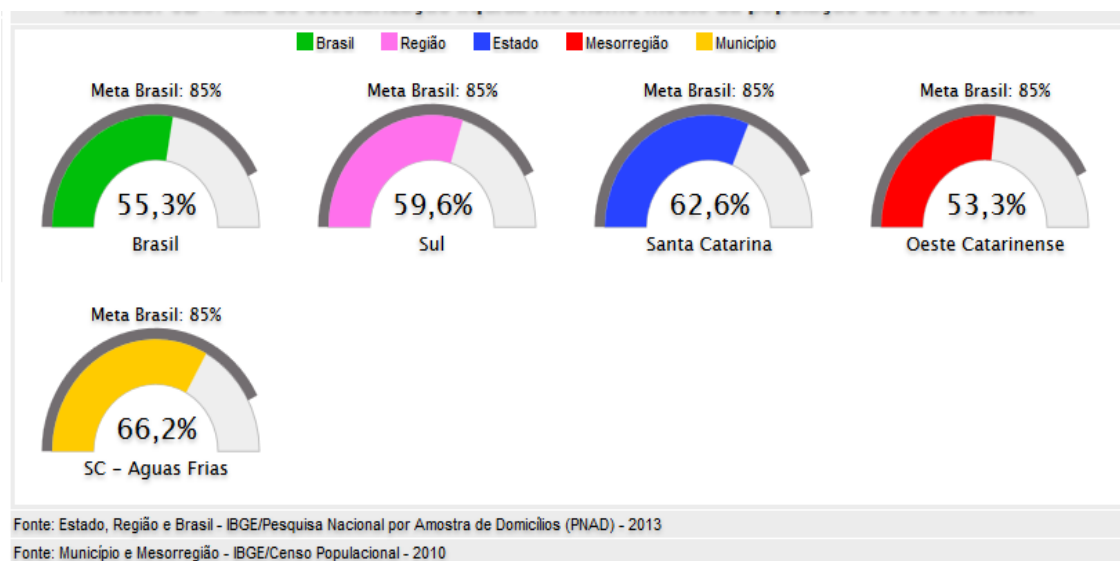 Brasil Região Estado Mesorregião Município
Meta Brasil: 85% Meta Brasil: 85% Meta Brasil: 85% Meta Brasil: 85%
55,3% 59,6% 62,6% 53,3%
Brasil Sul Santa Catarina Oeste Catarinense
Meta Brasil: 85%
66,2%
SC - Aguas Frias
Fonte: Estado, Região e Brasil - IBGE/Pesquisa Nacional por Amostra de Domicílios (PNAD) - 2013
Fonte: Município e Mesorregião - IBGE/Censo Populacional - 2010